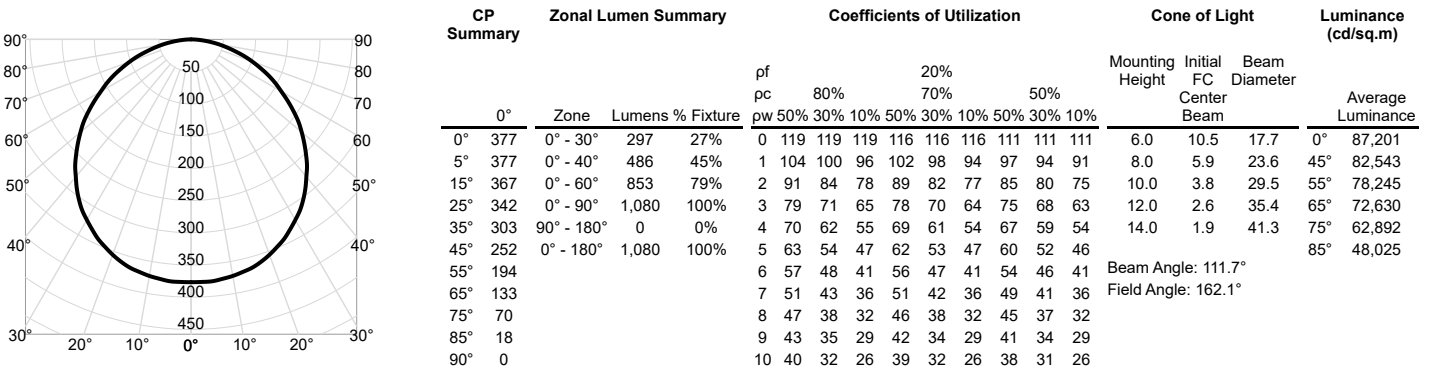 90°
80°
70°
60°
50°
40°
30°
20°
10°
0°
10°
20°
30°
40°
50°
60
70
80
90
50
100
150
200
250
300
350
400
450
CP Summary
0°
0° 377
5° 377
15° 367
25° 342
35° 303
45° 252
55° 194
65° 133
75° 70
85° 18
90° 0
Zonal Lumen Summary
Zone Lumens % Fixture
0° - 30° 297 27%
0° - 40° 486 45%
0° - 60° 853 79%
0° - 90° 1,080 100%
90° - 180° 0 0%
0° - 180° 1,080 100%
Coefficients of Utilization
ρf 20%
ρc 80% 70% 50%
ρw 50% 30% 10% 50% 30% 10% 50% 30% 10%
0 119 119 119 116 116 116 111 111 111
1 104 100 96 102 98 94 97 94 91
2 91 84 78 89 82 77 85 80 75
3 79 71 65 78 70 64 75 68 63
4 70 62 55 69 61 54 67 59 54
5 63 54 47 62 53 47 60 52 46
6 57 48 41 56 47 41 54 46 41
7 51 43 36 51 42 36 49 41 36
8 47 38 32 46 38 32 45 37 32
9 43 35 29 42 34 29 41 34 29
10 40 32 26 39 32 26 38 31 26
Cone of Light
Mounting Height Initial FC Center Beam Beam Diameter
6.0 10.5 17.7
8.0 5.9 23.6
10.0 3.8 29.5
12.0 2.6 35.4
14.0 1.9 41.3
Beam Angle: 111.7°
Field Angle: 162.1°
Luminance
(cd/sq.m)
Average
Luminance
0° 87,201
45° 82,543
55° 78,245
65° 72,630
75° 62,892
85° 48,025